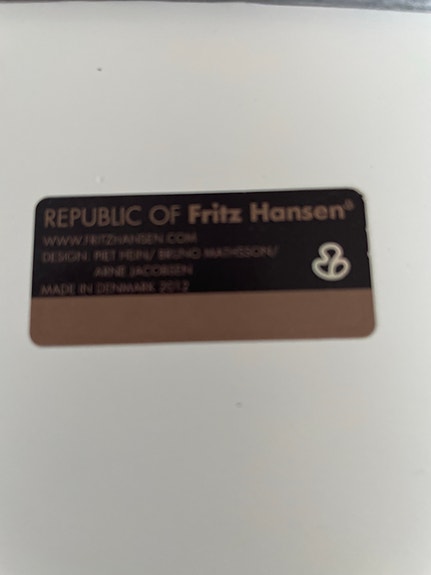 REPUBLIC OF Fritz Hansen®
WWW.FRITZHANSEN.COM
DESIGN: PIET HEIN/ BRUNO MATHSSON/
ARNE JACOBSEN
MADE IN DENMARK 2012